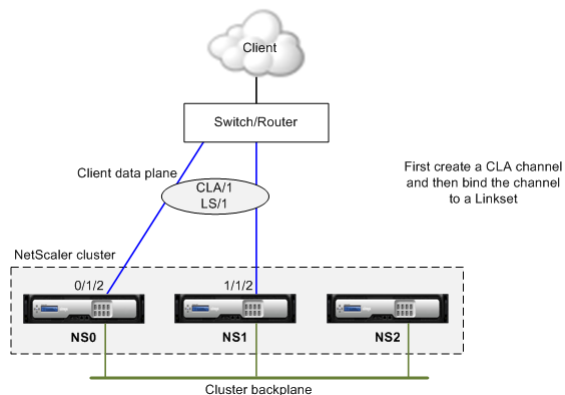 Client
Switch/Router
Client data plane
CLA/1
LS/1
First create a CLA channel
and then bind the channel
to a Linkset
NetScaler cluster
0/1/2
1/1/2
NS0
NS1
NS2
Cluster backplane